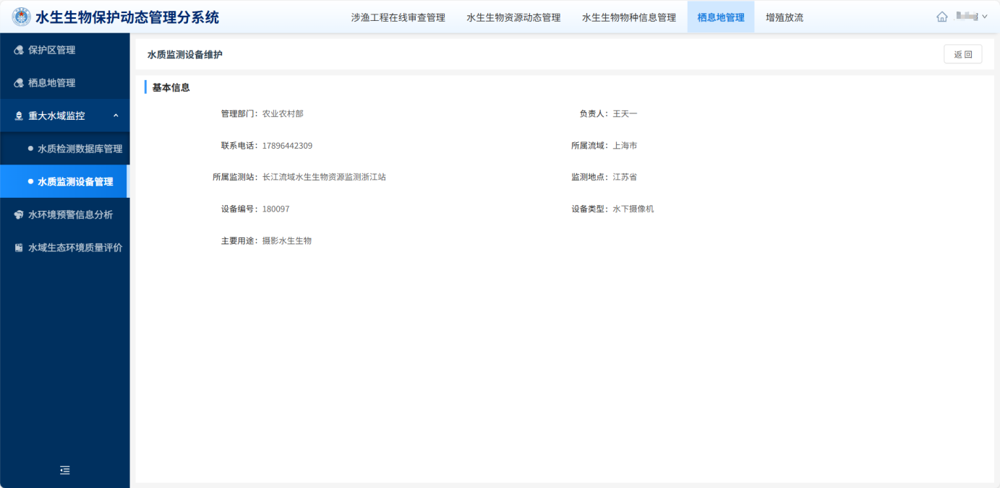 水生生物保护动态管理分系统
涉渔工程在线审查管理 水生生物资源动态管理 水生生物物种信息管理 栖息地管理 增殖放流
保护区管理
栖息地管理
重大水域监控
水质检测数据库管理
水质监测设备管理
水环境预警信息分析
水域生态环境质量评价
水质监测设备维护
返回
基本信息
管理部门： 农业农村部 负责人： 王天一
联系电话： 17896442309 所属流域： 上海市
所属监测站： 长江流域水生生物资源监测浙江站 监测地点： 江苏省
设备编号： 180097 设备类型： 水下摄像机
主要用途： 摄影水生生物